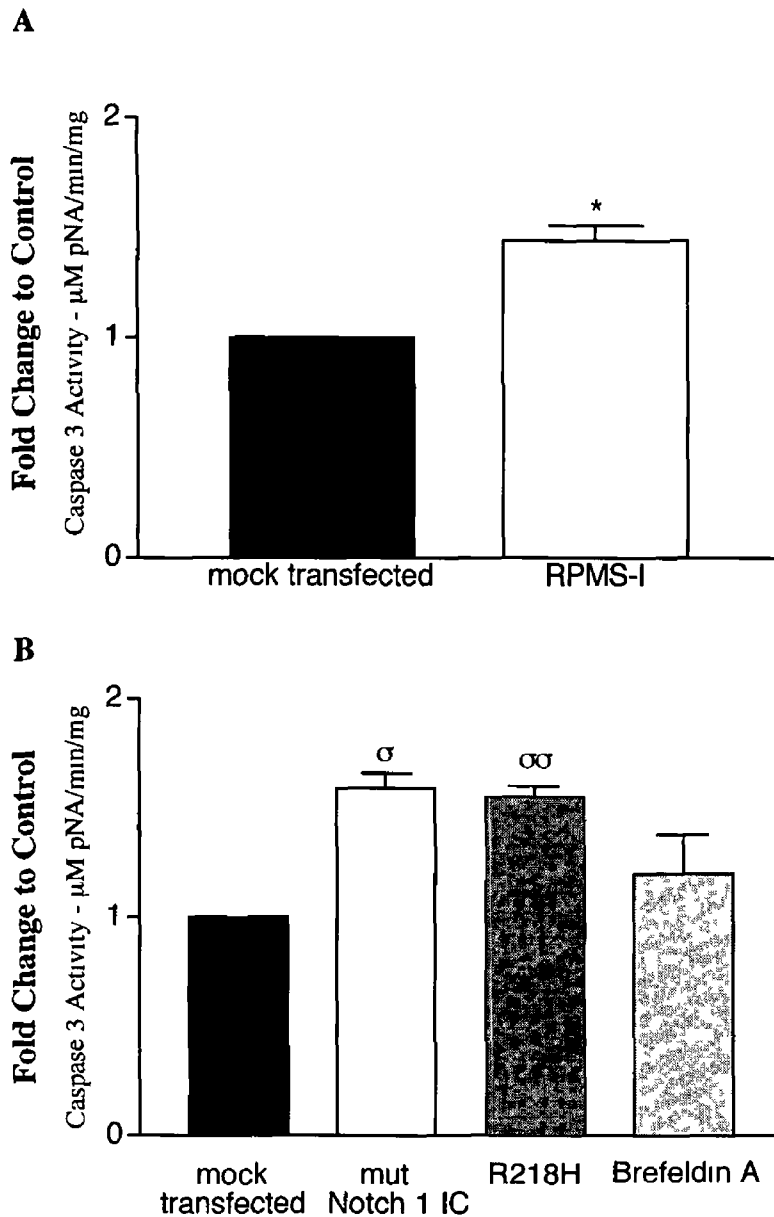 A
Fold Change to Control
Caspase 3 Activity - µM pNA/min/mg
2
1
0
*
mock transfected
RPMS-I
B
Fold Change to Control
Caspase 3 Activity - µM pNA/min/mg
2
1
0
σ
σσ
mock
transfected
mut
Notch 1 IC
R218H
Brefeldin A